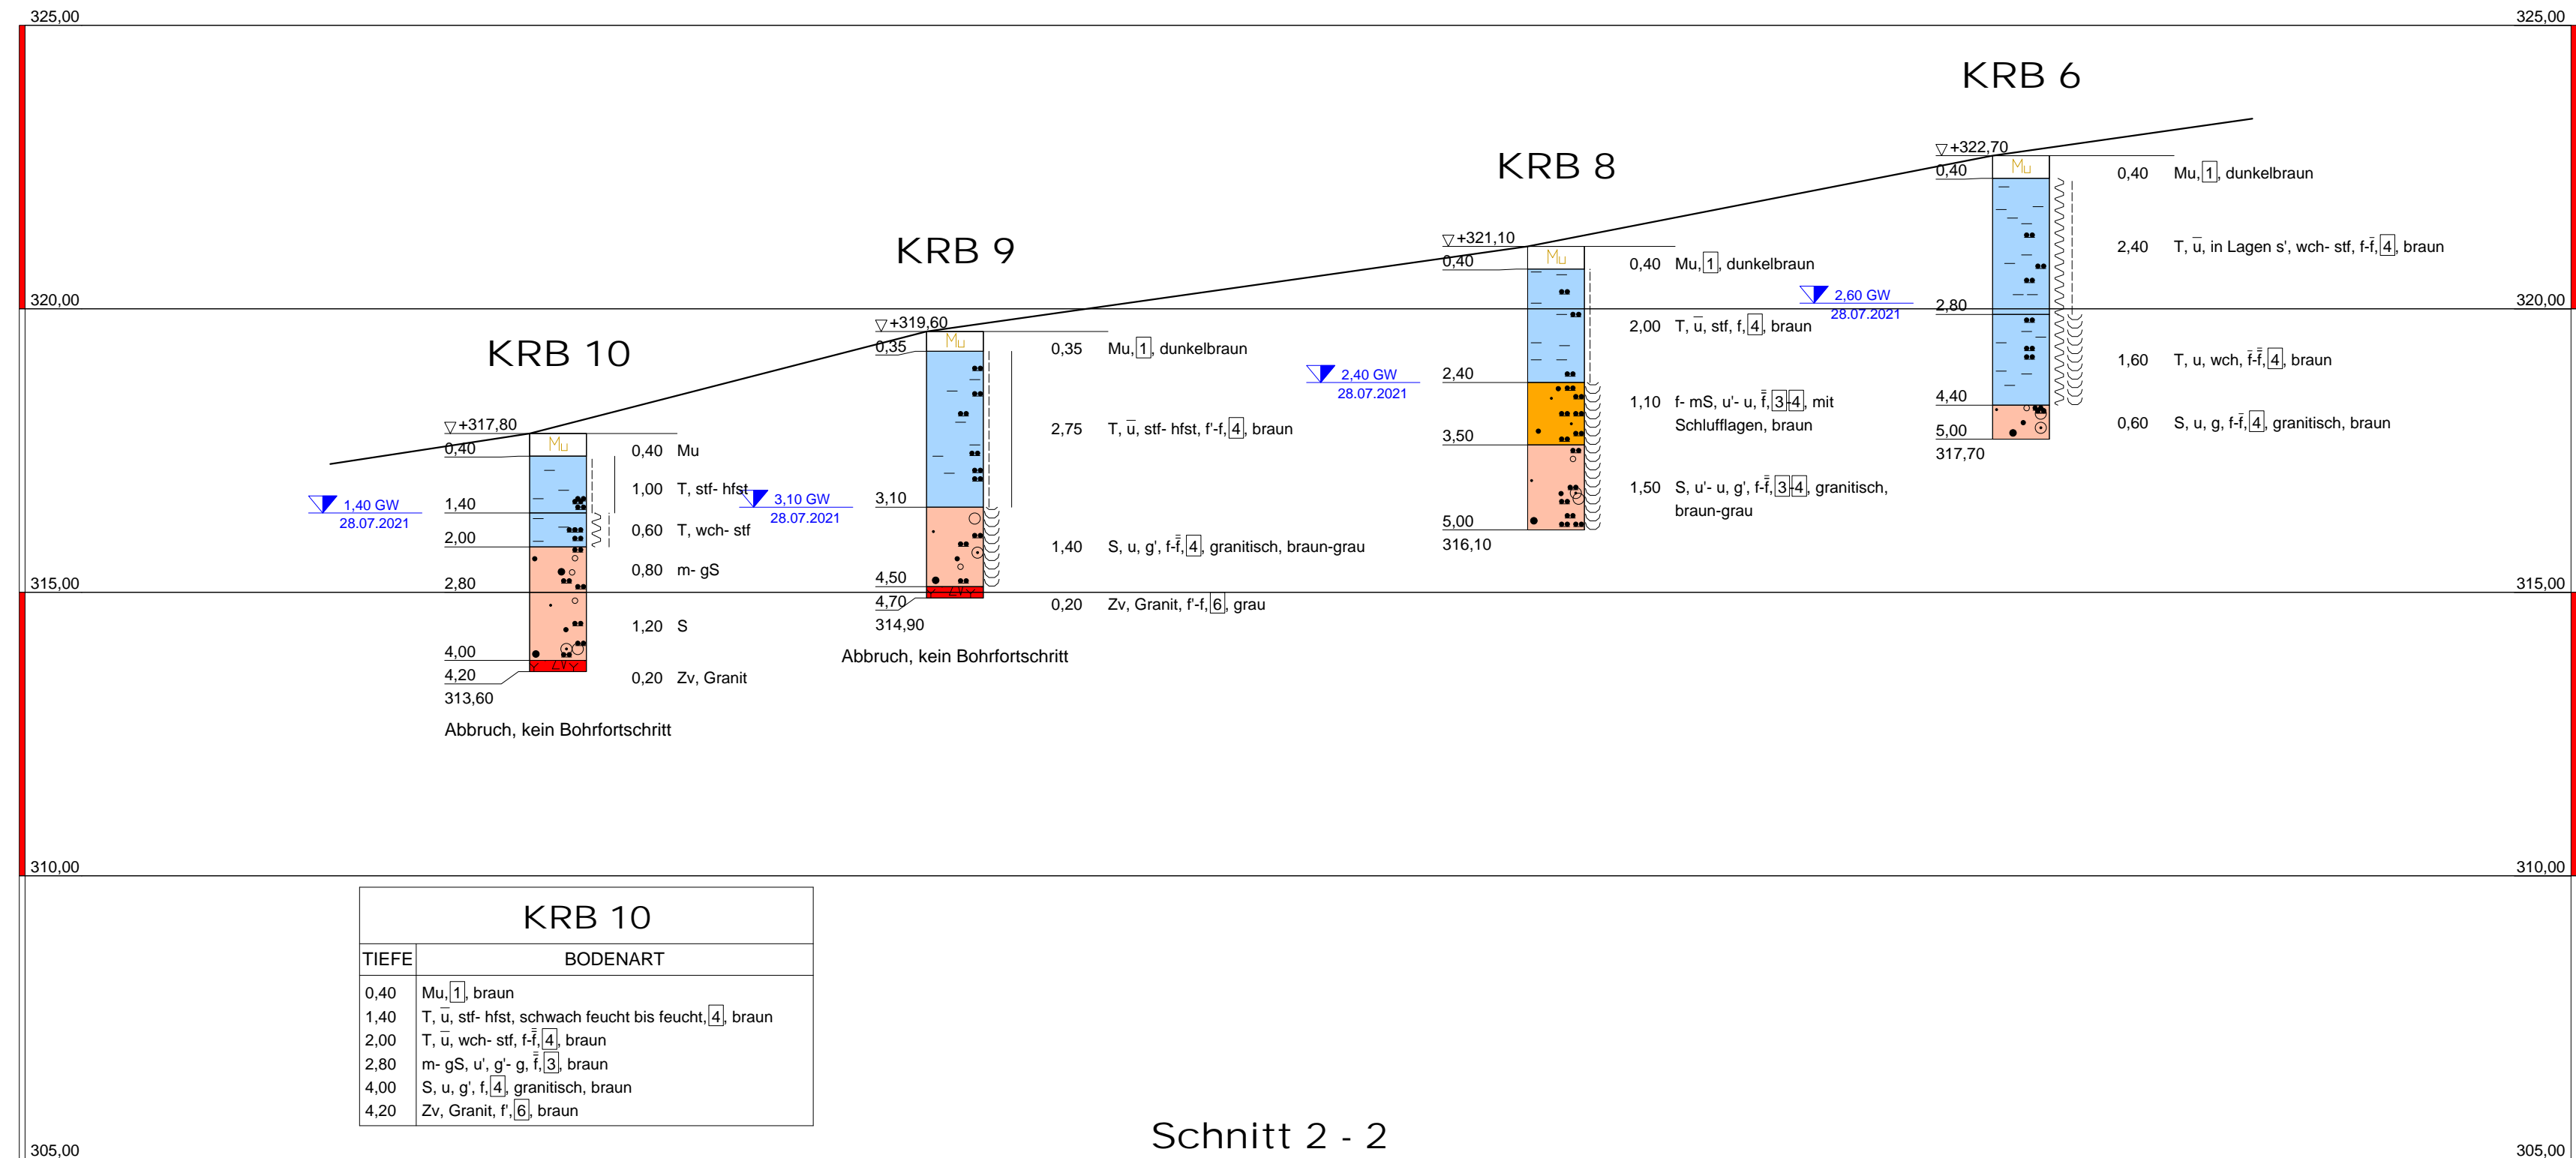 325,00
325,00
KRB 6
+322,70
0,40
Mu
0,40 Mu, 1, dunkelbraun
2,40 T, u̅, in Lagen s', wch- stf, f-f̅, 4, braun
2,60 GW
28.07.2021
2,80
1,60 T, u, wch, f̅-f̿, 4, braun
4,40
0,60 S, u, g, f-f̅, 4, granitisch, braun
5,00
317,70
KRB 8
+321,10
0,40
Mu
0,40 Mu, 1, dunkelbraun
2,00 T, u̅, stf, f, 4, braun
2,40 GW
28.07.2021
2,40
1,10 f- mS, u'- u, f̿, 3-4, mit
Schlufflagen, braun
3,50
1,50 S, u'- u, g', f-f̿, 3-4, granitisch,
braun-grau
5,00
316,10
320,00
320,00
KRB 9
+319,60
0,35
Mu
0,35 Mu, 1, dunkelbraun
2,75 T, u̅, stf- hfst, f'-f, 4, braun
3,10 GW
28.07.2021
3,10
1,40 S, u, g', f-f̿, 4, granitisch, braun-grau
4,50
4,70
Zv
0,20 Zv, Granit, f'-f, 6, grau
314,90
Abbruch, kein Bohrfortschritt
KRB 10
+317,80
0,40
Mu
0,40 Mu
1,00 T, stf- hfst
1,40 GW
28.07.2021
1,40
0,60 T, wch- stf
2,00
0,80 m- gS
2,80
1,20 S
4,00
4,20
Zv
0,20 Zv, Granit
313,60
Abbruch, kein Bohrfortschritt
315,00
315,00
310,00
310,00
KRB 10
TIEFE BODENART
0,40 Mu, 1, braun
1,40 T, u̅, stf- hfst, schwach feucht bis feucht, 4, braun
2,00 T, u̅, wch- stf, f-f̿, 4, braun
2,80 m- gS, u', g'- g, f̿, 3, braun
4,00 S, u, g', f, 4, granitisch, braun
4,20 Zv, Granit, f', 6, braun
Schnitt 2 - 2
305,00
305,00